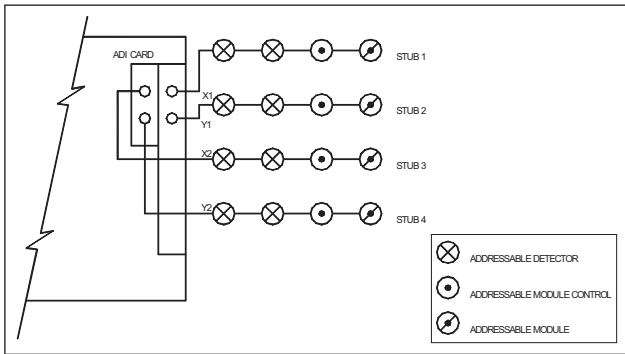 ADI CARD
STUB 1
X1
STUB 2
Y1
X2
STUB 3
Y2
STUB 4
ADDRESSABLE DETECTOR
ADDRESSABLE MODULE CONTROL
ADDRESSABLE MODULE